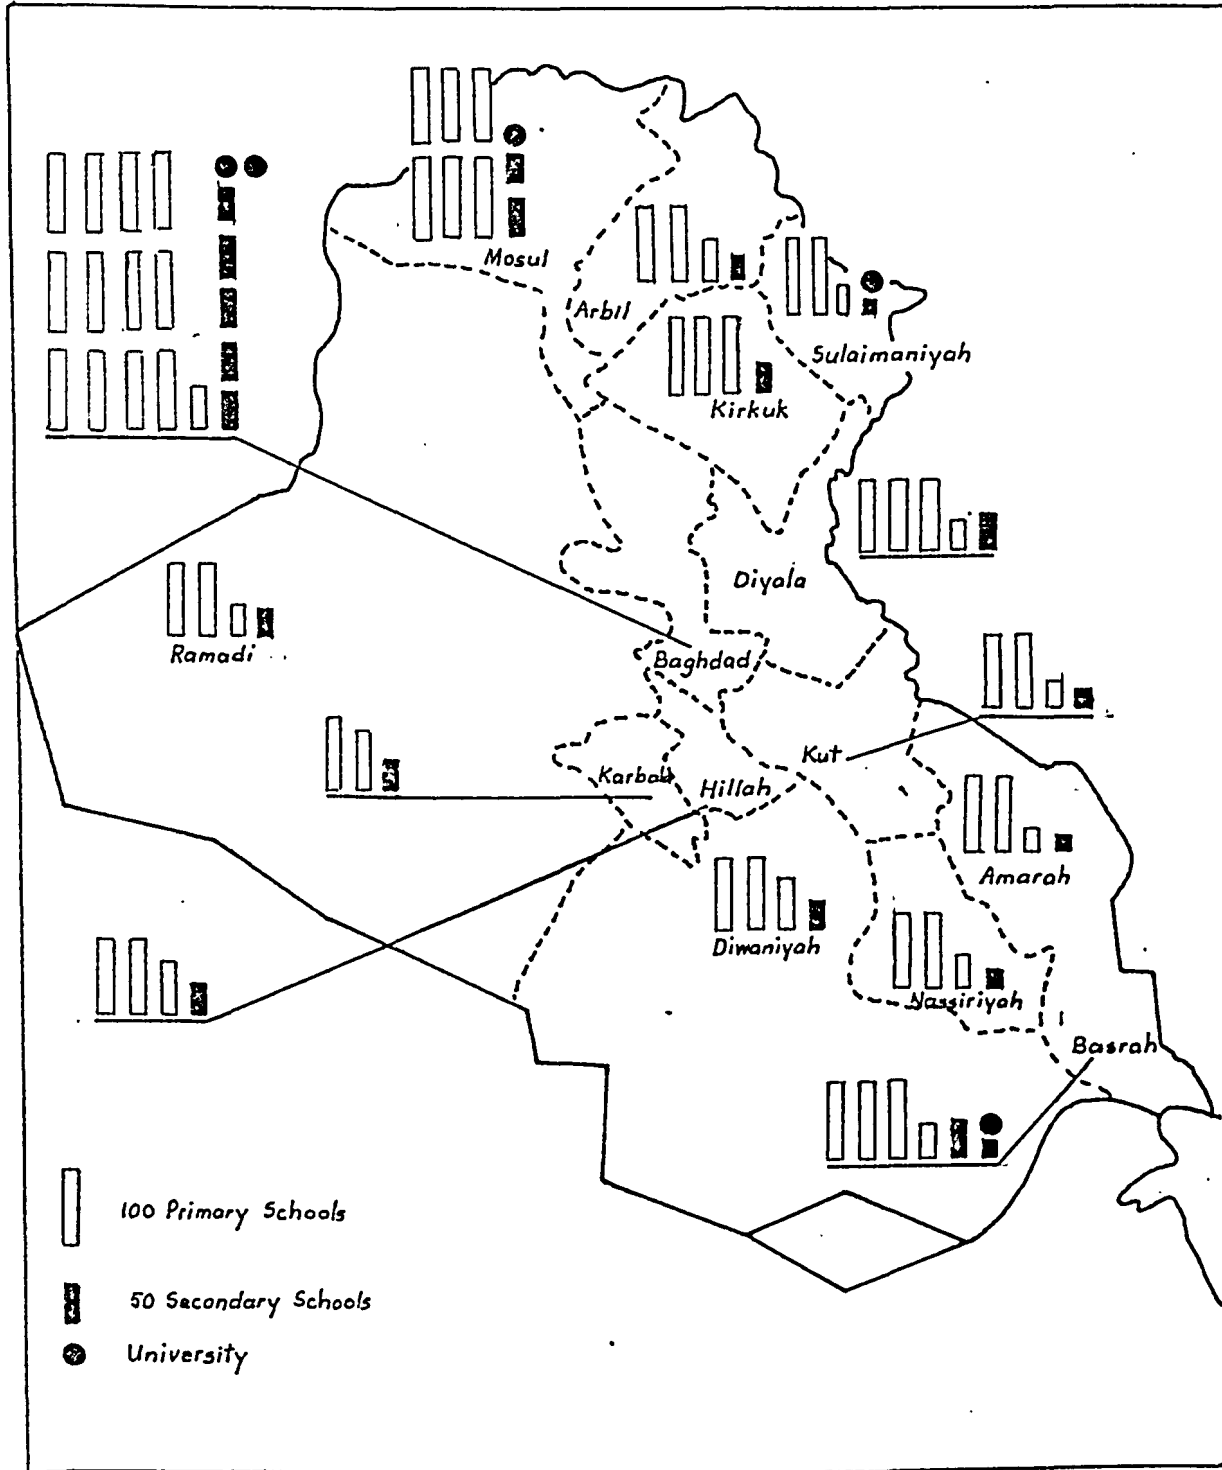 Mosul
Arbil
Sulaimaniyah
Kirkuk
Diyala
Ramadi
Baghdad
Kut
Karbala
Hillah
Amarah
Diwaniyah
Nassiriyah
Basrah
100 Primary Schools
50 Secondary Schools
University